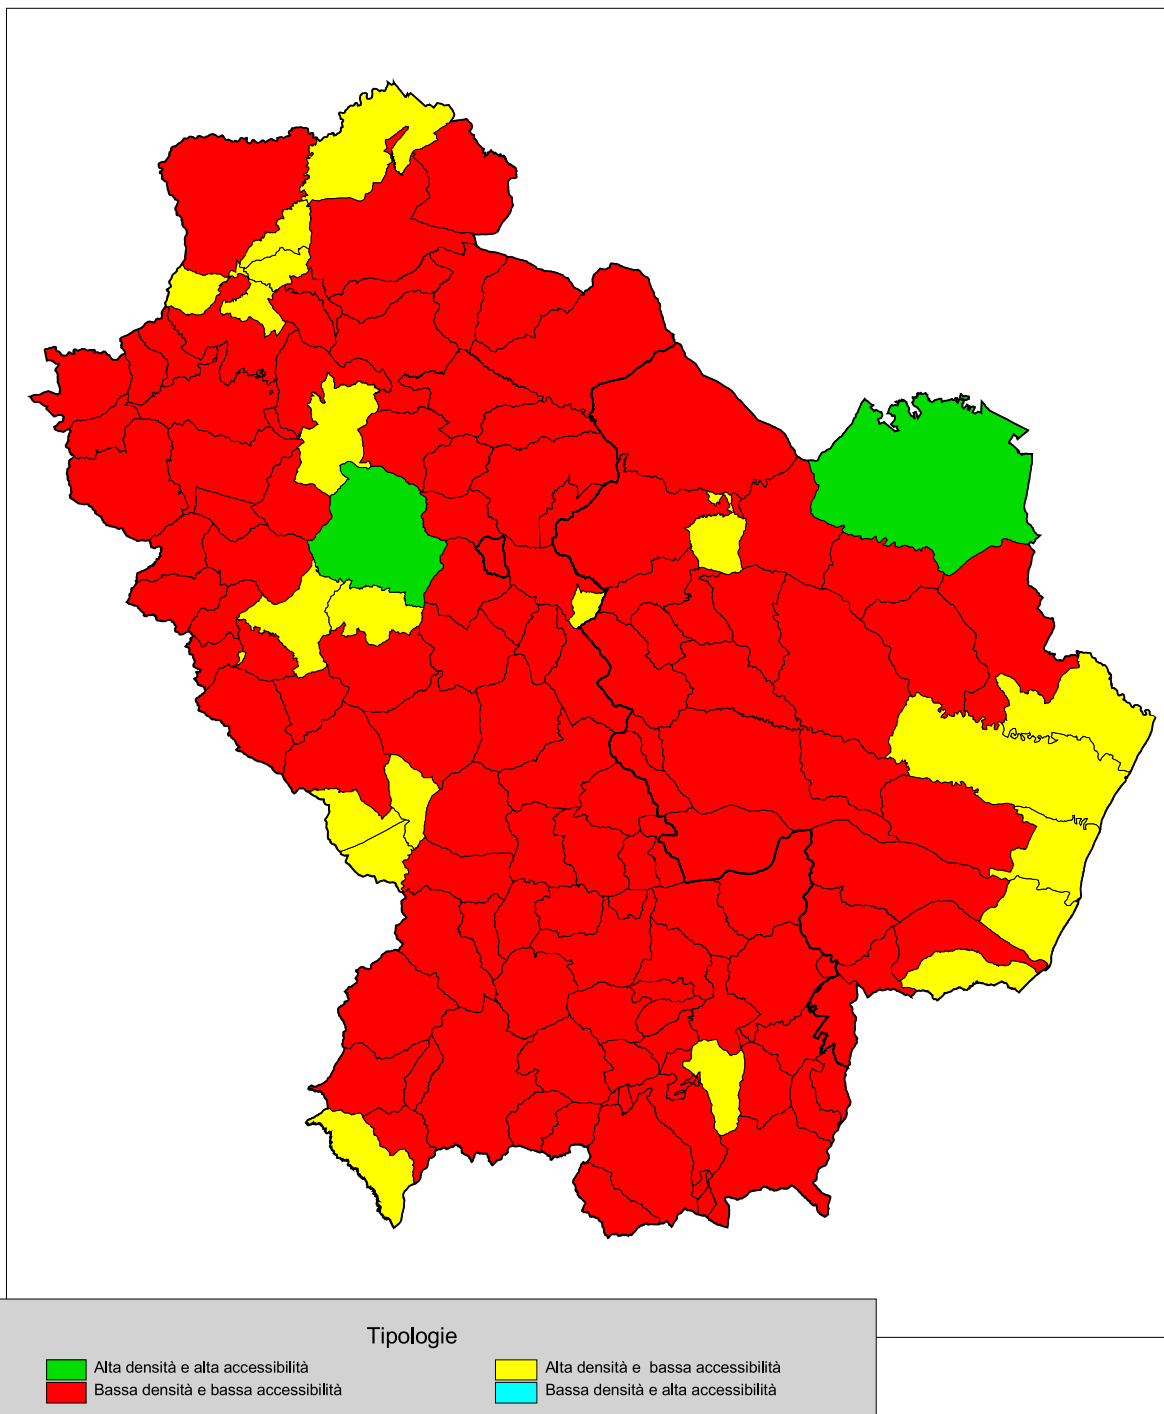 Tipologie
Alta densità e alta accessibilità
Alta densità e bassa accessibilità
Bassa densità e bassa accessibilità
Bassa densità e alta accessibilità